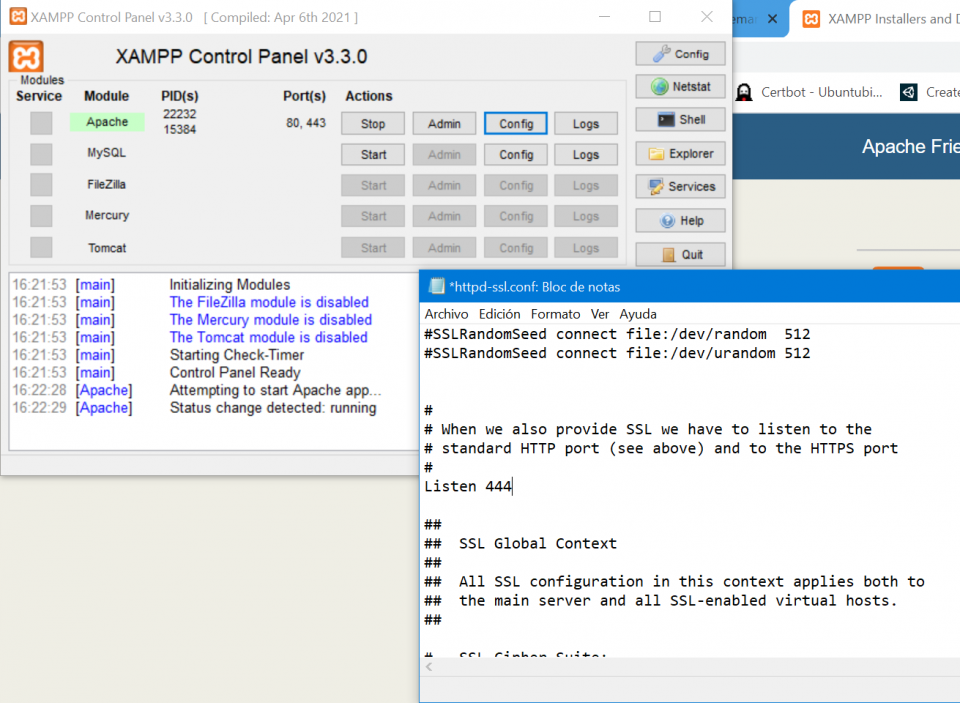 XAMPP Control Panel v3.3.0 [ Compiled: Apr 6th 2021 ]
XAMPP Installers and D
XAMPP Control Panel v3.3.0
Config
Modules
Service Module PID(s) Port(s) Actions
Apache 22232 15384 80, 443 Stop Admin Config Logs
MySQL Start Admin Config Logs
FileZilla Start Admin Config Logs
Mercury Start Admin Config Logs
Tomcat Start Admin Config Logs
Netstat
Shell
Explorer
Services
Help
Quit
Certbot - Ubuntubi... Create
Apache Frie
16:21:53 [main] Initializing Modules
16:21:53 [main] The FileZilla module is disabled
16:21:53 [main] The Mercury module is disabled
16:21:53 [main] The Tomcat module is disabled
16:21:53 [main] Starting Check-Timer
16:21:53 [main] Control Panel Ready
16:22:28 [Apache] Attempting to start Apache app...
16:22:29 [Apache] Status change detected: running
*httpd-ssl.conf: Bloc de notas
Archivo Edición Formato Ver Ayuda
#SSLRandomSeed connect file:/dev/random 512
#SSLRandomSeed connect file:/dev/urandom 512
#
# When we also provide SSL we have to listen to the
# standard HTTP port (see above) and to the HTTPS port
#
Listen 444
##
## SSL Global Context
##
## All SSL configuration in this context applies both to
## the main server and all SSL-enabled virtual hosts.
##
# SSL Cipher Suite: